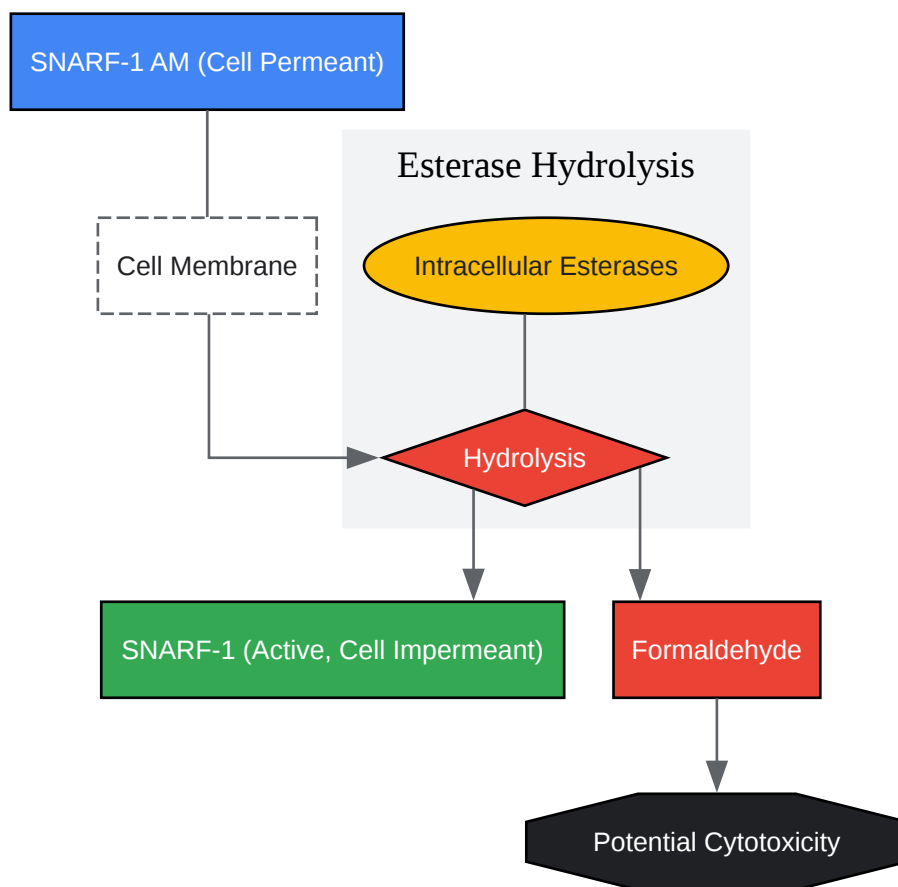 SNARF-1 AM (Cell Permeant)
Esterase Hydrolysis
Cell Membrane
Intracellular Esterases
Hydrolysis
SNARF-1 (Active, Cell Impermeant)
Formaldehyde
Potential Cytotoxicity